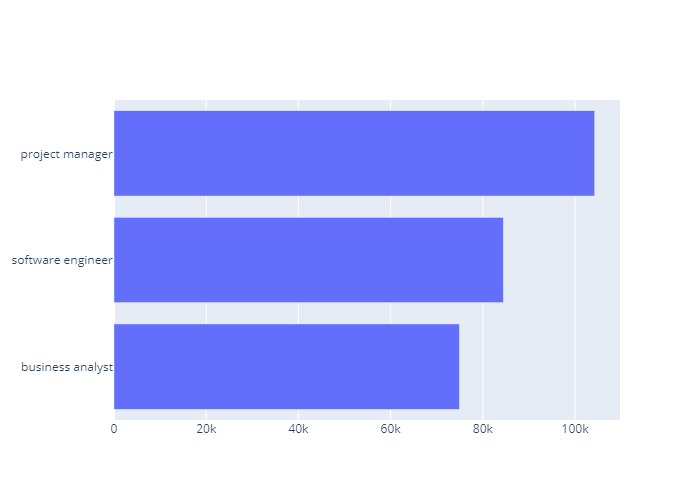 project manager
software engineer
business analyst
0 20k 40k 60k 80k 100k